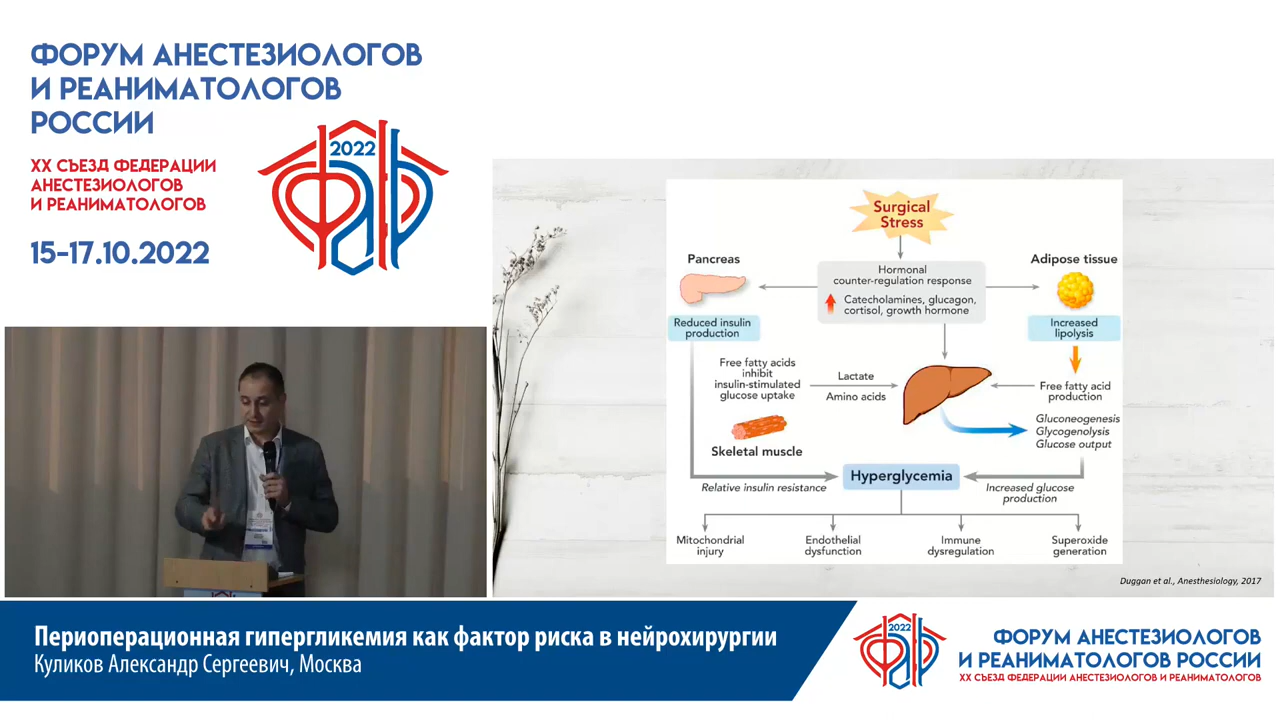 ФОРУМ АНЕСТЕЗИОЛОГОВ
И РЕАНИМАТОЛОГОВ
РОССИИ
XX СЪЕЗД ФЕДЕРАЦИИ
АНЕСТЕЗИОЛОГОВ
И РЕАНИМАТОЛОГОВ
15-17.10.2022
2022
Surgical
Stress
Pancreas
Hormonal
counter-regulation response
Catecholamines, glucagon,
cortisol, growth hormone
Adipose tissue
Reduced insulin
production
Increased
lipolysis
Free fatty acids
inhibit
insulin-stimulated
glucose uptake
Lactate
Amino acids
Free fatty acid
production
Gluconeogenesis
Glycogenolysis
Glucose output
Skeletal muscle
Hyperglycemia
Relative insulin resistance
Increased glucose
production
Mitochondrial
injury
Endothelial
dysfunction
Immune
dysregulation
Superoxide
generation
Duggan et al., Anesthesiology, 2017
Периоперационная гипергликемия как фактор риска в нейрохирургии
Куликов Александр Сергеевич, Москва
2022
ФОРУМ АНЕСТЕЗИОЛОГОВ
И РЕАНИМАТОЛОГОВ РОССИИ
XX СЪЕЗД ФЕДЕРАЦИИ АНЕСТЕЗИОЛОГОВ И РЕАНИМАТОЛОГОВ